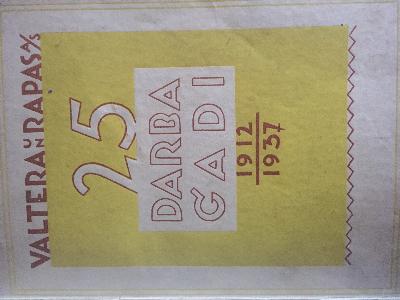 VALTERA UN RAPAS A/S
25
DARBA
GADI
1912
1937